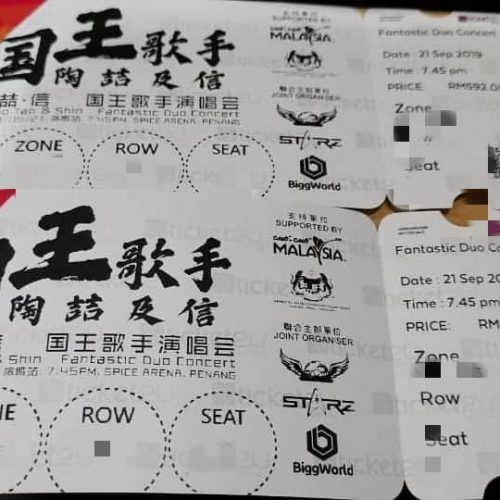 国王歌手
陶喆及信
喆·信 国王歌手演唱会
Tao & Shin Fantastic Duo Concert
7:45PM, SPICE ARENA, PENANG
ZONE
ROW
SEAT
支持單位
SUPPORTED BY
MALAYSIA
聯合主辦單位
JOINT ORGANISER
STARZ
BiggWorld
Fantastic Duo Concert
Date : 21 Sep 2019
Time : 7.45 pm
PRICE: RM592.0
Zone
Seat
王歌手
陶喆及信
国王歌手演唱会
& Shin Fantastic Duo Concert
7:45PM, SPICE ARENA, PENANG
NE
ROW
SEAT
支持單位
SUPPORTED BY
MALAYSIA
聯合主辦單位
JOINT ORGANISER
STARZ
BiggWorld
Fantastic Duo Con
Date : 21 Sep 20
Time : 7.45 pm
PRICE: RM
Zone
Row
Seat
ticket2u